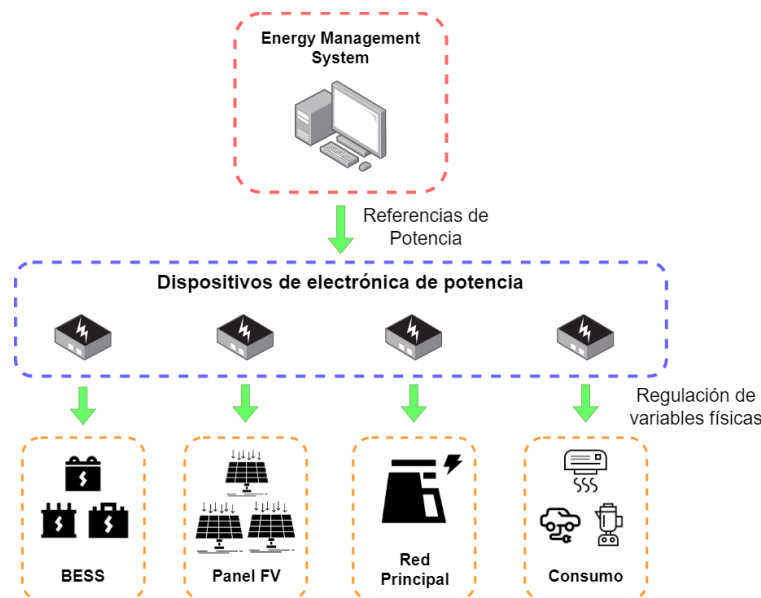 Energy Management
System
Referencias de
Potencia
Dispositivos de electrónica de potencia
Regulación de
variables físicas
BESS
Panel FV
Red
Principal
Consumo